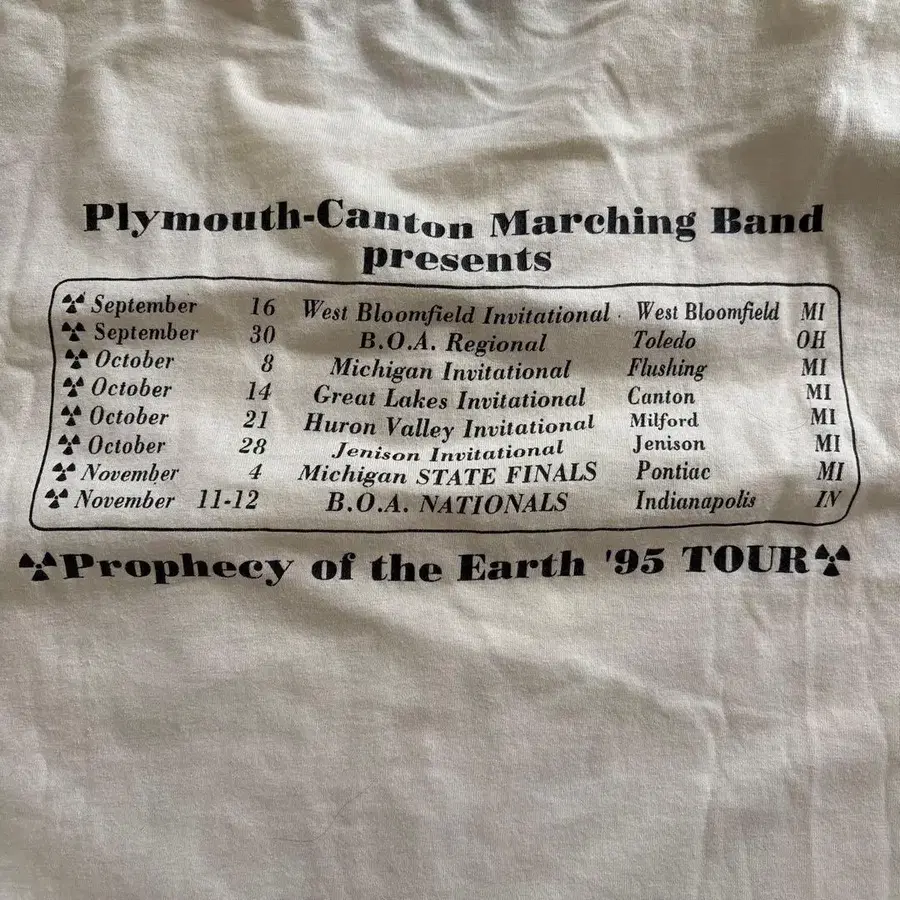 Plymouth-Canton Marching Band
presents
September 16 West Bloomfield Invitational West Bloomfield MI
September 30 B.O.A. Regional Toledo OH
October 8 Michigan Invitational Flushing MI
October 14 Great Lakes Invitational Canton MI
October 21 Huron Valley Invitational Milford MI
October 28 Jenison Invitational Jenison MI
November 4 Michigan STATE FINALS Pontiac MI
November 11-12 B.O.A. NATIONALS Indianapolis IN
Prophecy of the Earth '95 TOUR